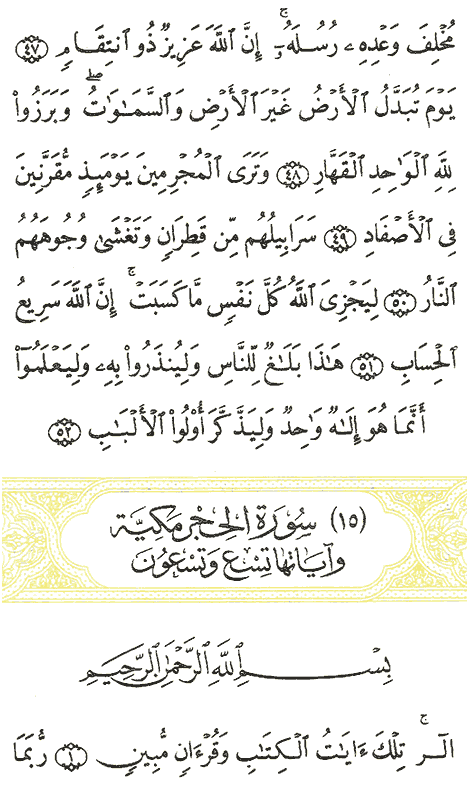 مُخْلِفَ وَعْدِهِۦ رُسُلَهُۥٓ ۚ إِنَّ ٱللَّهَ عَزِيزٌ ذُو ٱنتِقَامٍ ٤٧
يَوْمَ تُبَدَّلُ ٱلْأَرْضُ غَيْرَ ٱلْأَرْضِ وَٱلسَّمَـٰوَٰتُ ۖ وَبَرَزُوا۟
لِلَّهِ ٱلْوَٰحِدِ ٱلْقَهَّارِ ٤٨ وَتَرَى ٱلْمُجْرِمِينَ يَوْمَئِذٍ مُّقَرَّنِينَ
فِى ٱلْأَصْفَادِ ٤٩ سَرَابِيلُهُم مِّن قَطِرَانٍ وَتَغْشَىٰ وُجُوهَهُمُ
ٱلنَّارُ ٥٠ لِيَجْزِىَ ٱللَّهُ كُلَّ نَفْسٍ مَّا كَسَبَتْ ۚ إِنَّ ٱللَّهَ سَرِيعُ
ٱلْحِسَابِ ٥١ هَـٰذَا بَلَـٰغٌ لِّلنَّاسِ وَلِيُنذَرُوا۟ بِهِۦ وَلِيَعْلَمُوٓا۟
أَنَّمَا هُوَ إِلَـٰهٌ وَٰحِدٌ وَلِيَذَّكَّرَ أُو۟لُوا۟ ٱلْأَلْبَـٰبِ ٥٢
(١٥) سُورَةُ الحِجْرِ مَكِيَّة
وَآيَاتُهَا تِسْعٌ وَتِسْعُونَ
بِسْمِ ٱللَّهِ ٱلرَّحْمَـٰنِ ٱلرَّحِيمِ
الٓر ۚ تِلْكَ ءَايَـٰتُ ٱلْكِتَـٰبِ وَقُرْءَانٍ مُّبِينٍ ١ رُّبَمَا